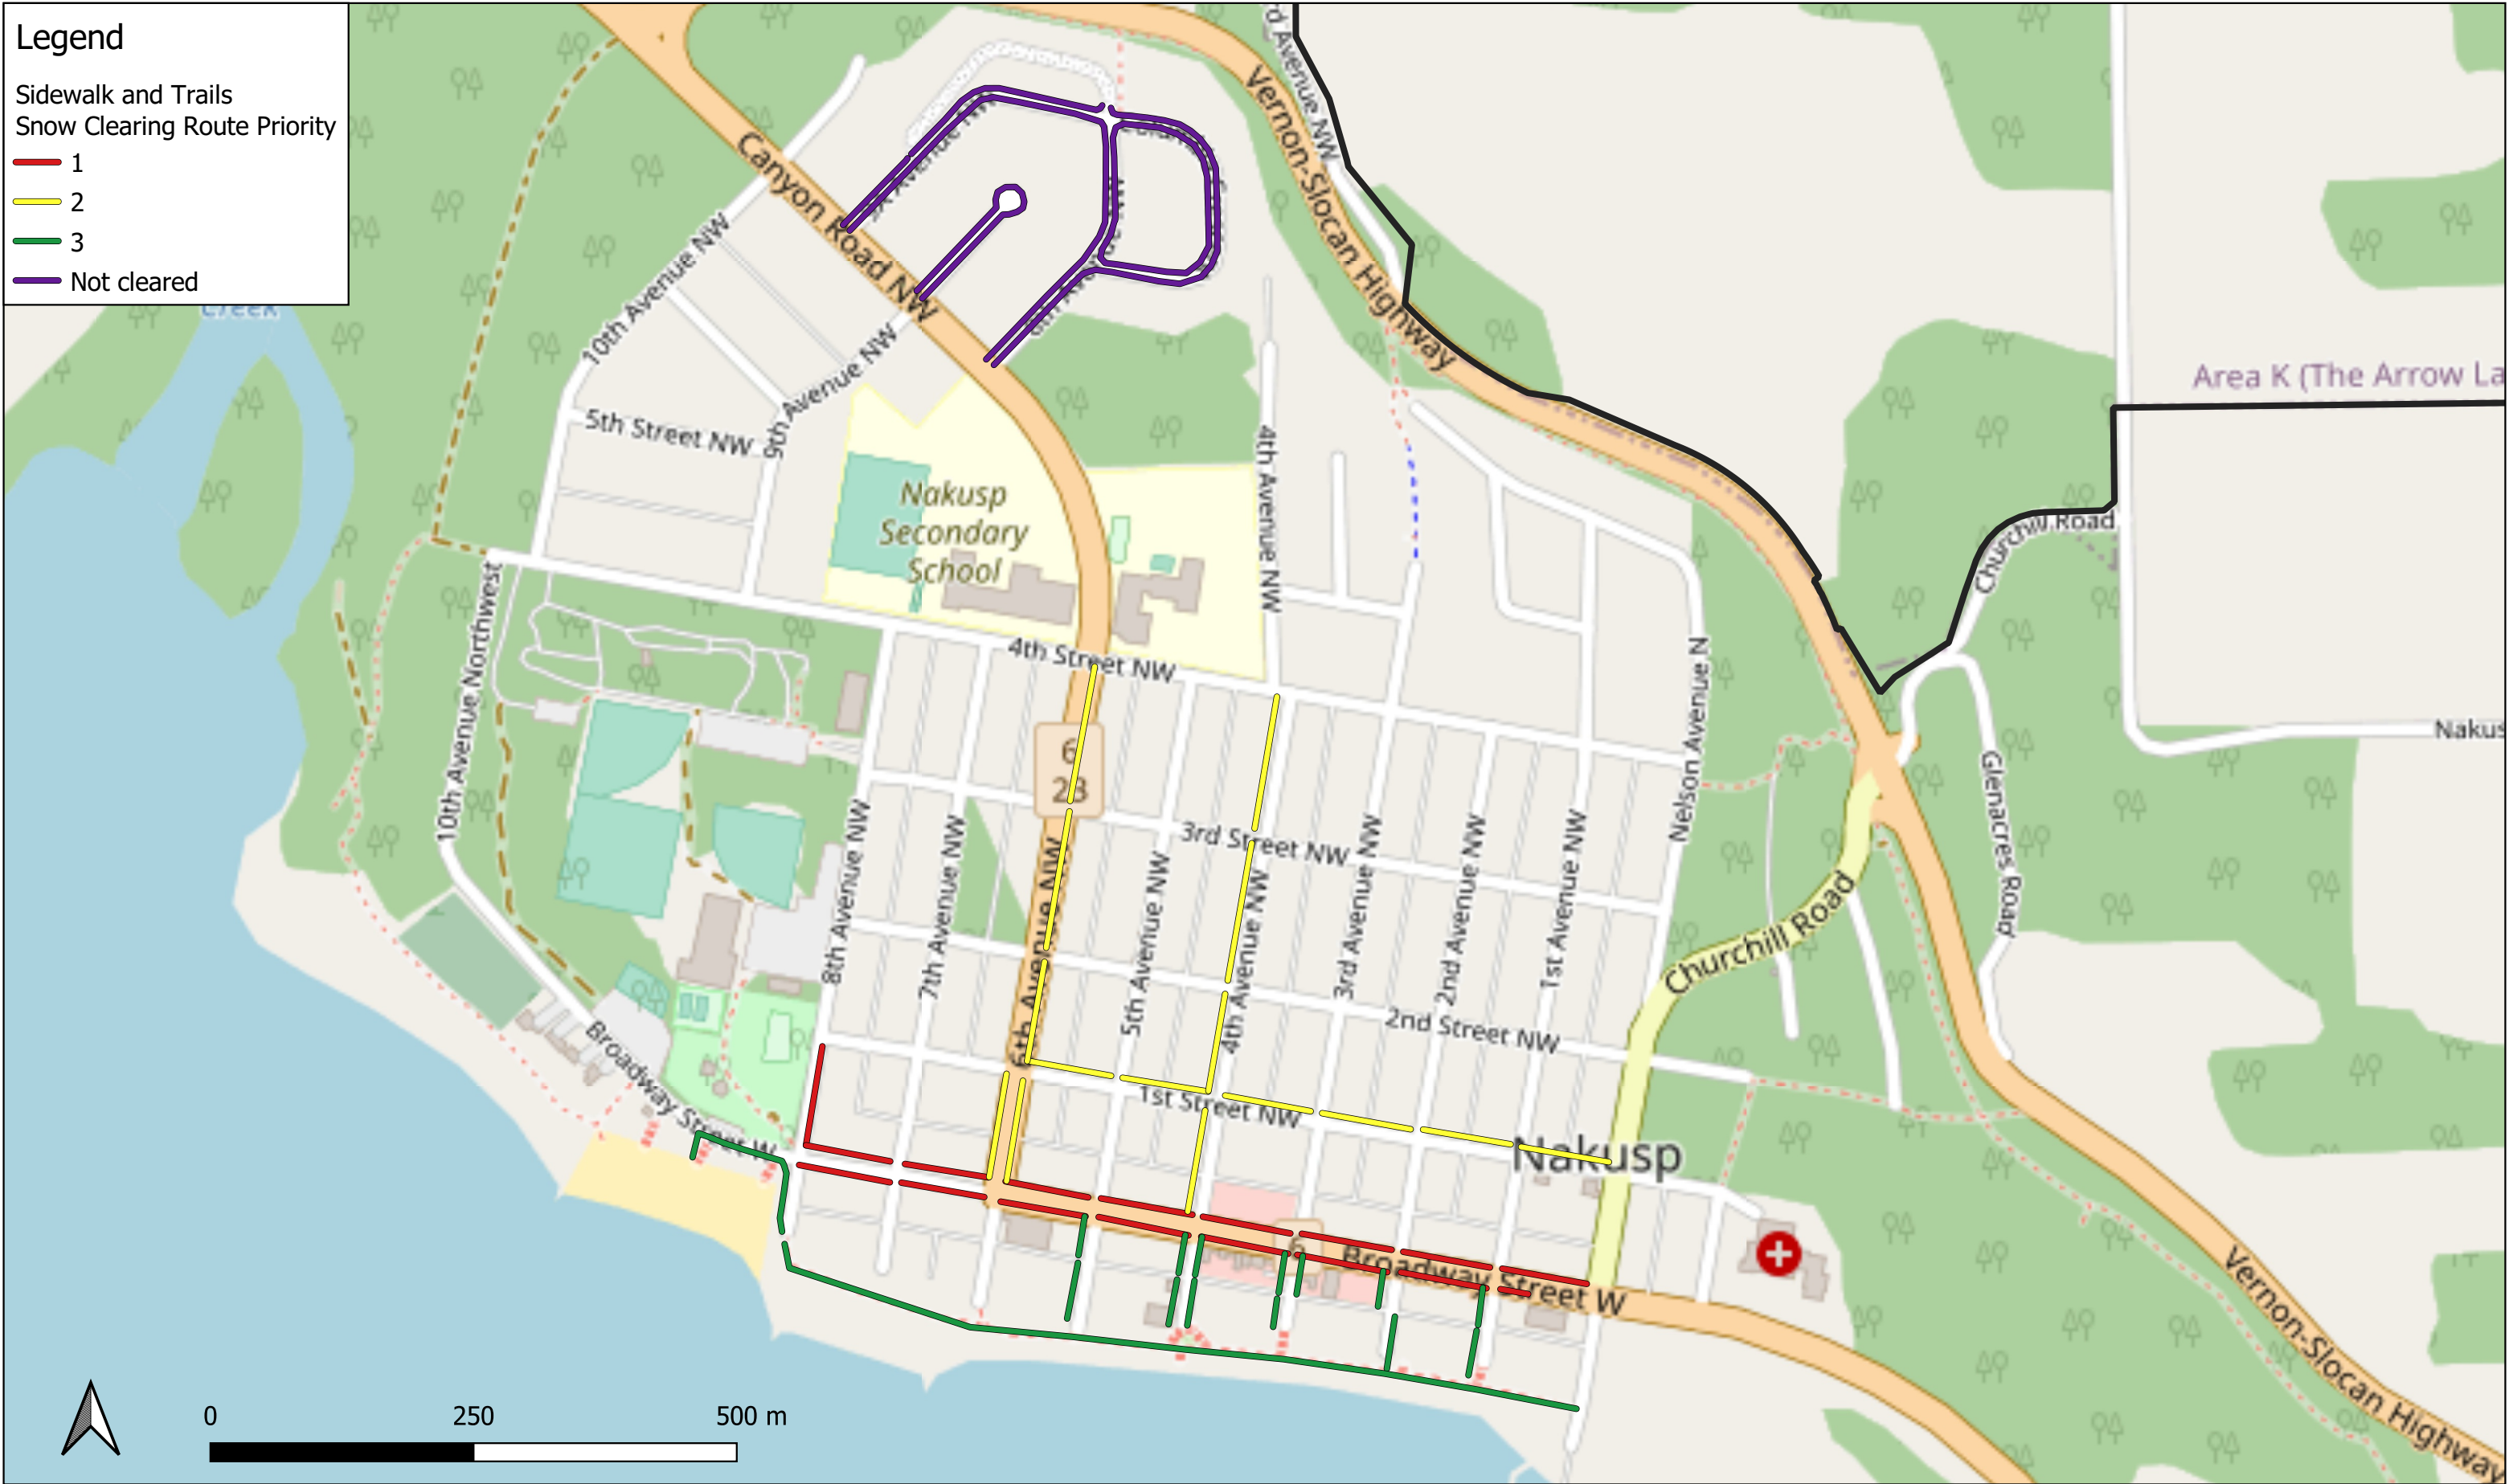 Legend
Sidewalk and Trails
Snow Clearing Route Priority
1
2
3
Not cleared
Creek
Canyon Road NW
Vernon-Slocan Highway
10th Avenue NW
9th Avenue NW
5th Street NW
Area K (The Arrow La
Nakusp
Secondary
School
4th Avenue NW
Churchill Road
4th Street NW
10th Avenue Northwest
Nelson Avenue N
Nakus
6
23
Glenacres Road
3rd Street NW
8th Avenue NW
7th Avenue NW
6th Avenue NW
5th Avenue NW
4th Avenue NW
3rd Avenue NW
2nd Avenue NW
1st Avenue NW
Churchill Road
2nd Street NW
Broadway Street W
1st Street NW
Nakusp
6
Broadway Street W
Vernon-Slocan Highway
0
250
500 m